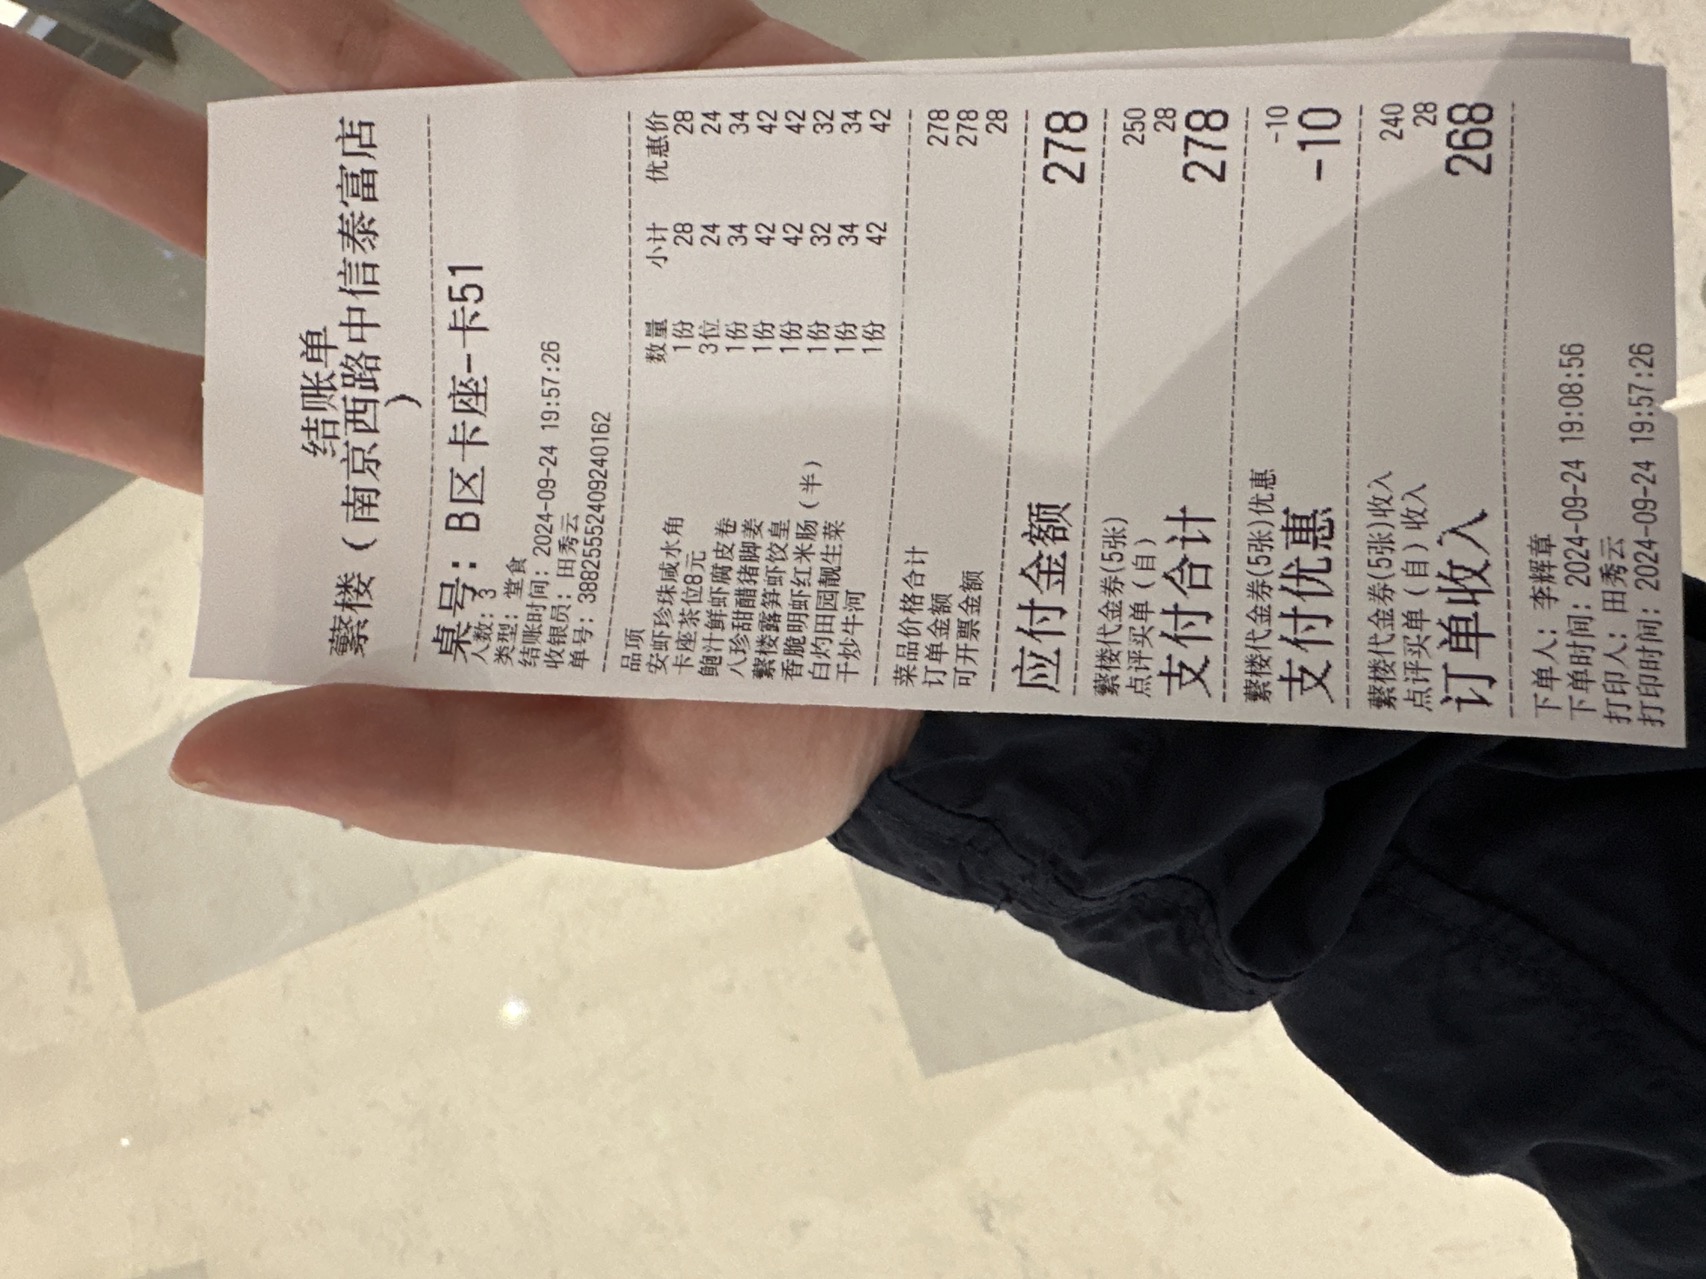 结账单
蘩楼（南京西路中信泰富店
）
桌号：B区卡座-卡51
人数：3
类型：堂食
结账时间：2024-09-24 19:57:26
收银员：田秀云
单号：388255552409240162
品项 数量 小计 优惠价
安虾珍珠咸水角 1份 28 28
卡座茶位8元 3位 24 24
鲍汁鲜虾腐皮卷 1份 34 34
八珍甜醋猪脚姜 1份 42 42
蘩楼露笋虾饺皇 1份 42 42
香脆明虾红米肠 1份 32 32
白灼田园靓生菜（半） 1份 34 34
干炒牛河 1份 42 42
菜品价格合计 278
订单金额 278
可开票金额 28
应付金额 278
蘩楼代金券(5张) 250
点评买单（自） 28
支付合计 278
蘩楼代金券(5张)优惠 -10
支付优惠 -10
蘩楼代金券(5张)收入 240
点评买单（自）收入 28
订单收入 268
下单人：李辉章
下单时间：2024-09-24 19:08:56
打印人：田秀云
打印时间：2024-09-24 19:57:26